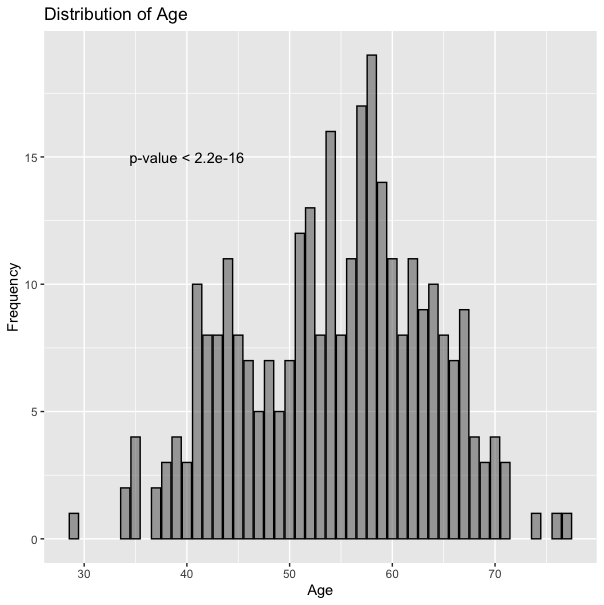 Distribution of Age
p-value < 2.2e-16
Frequency
15
10
5
0
30 40 50 60 70
Age